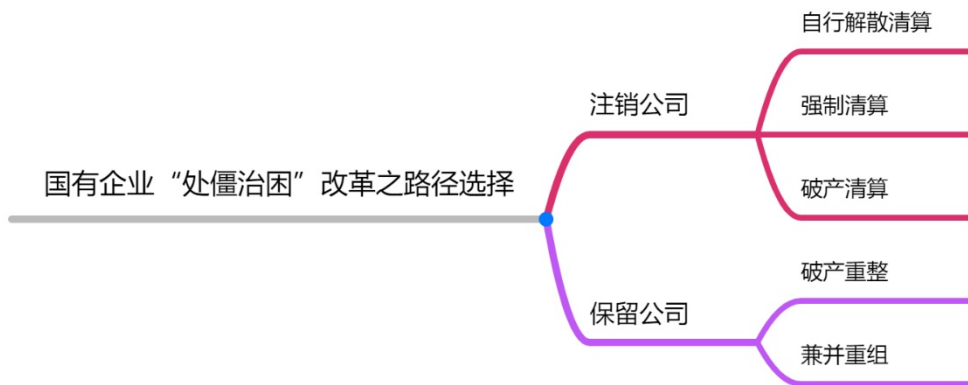 国有企业“处僵治困”改革之路径选择
注销公司
自行解散清算
强制清算
破产清算
保留公司
破产重整
兼并重组